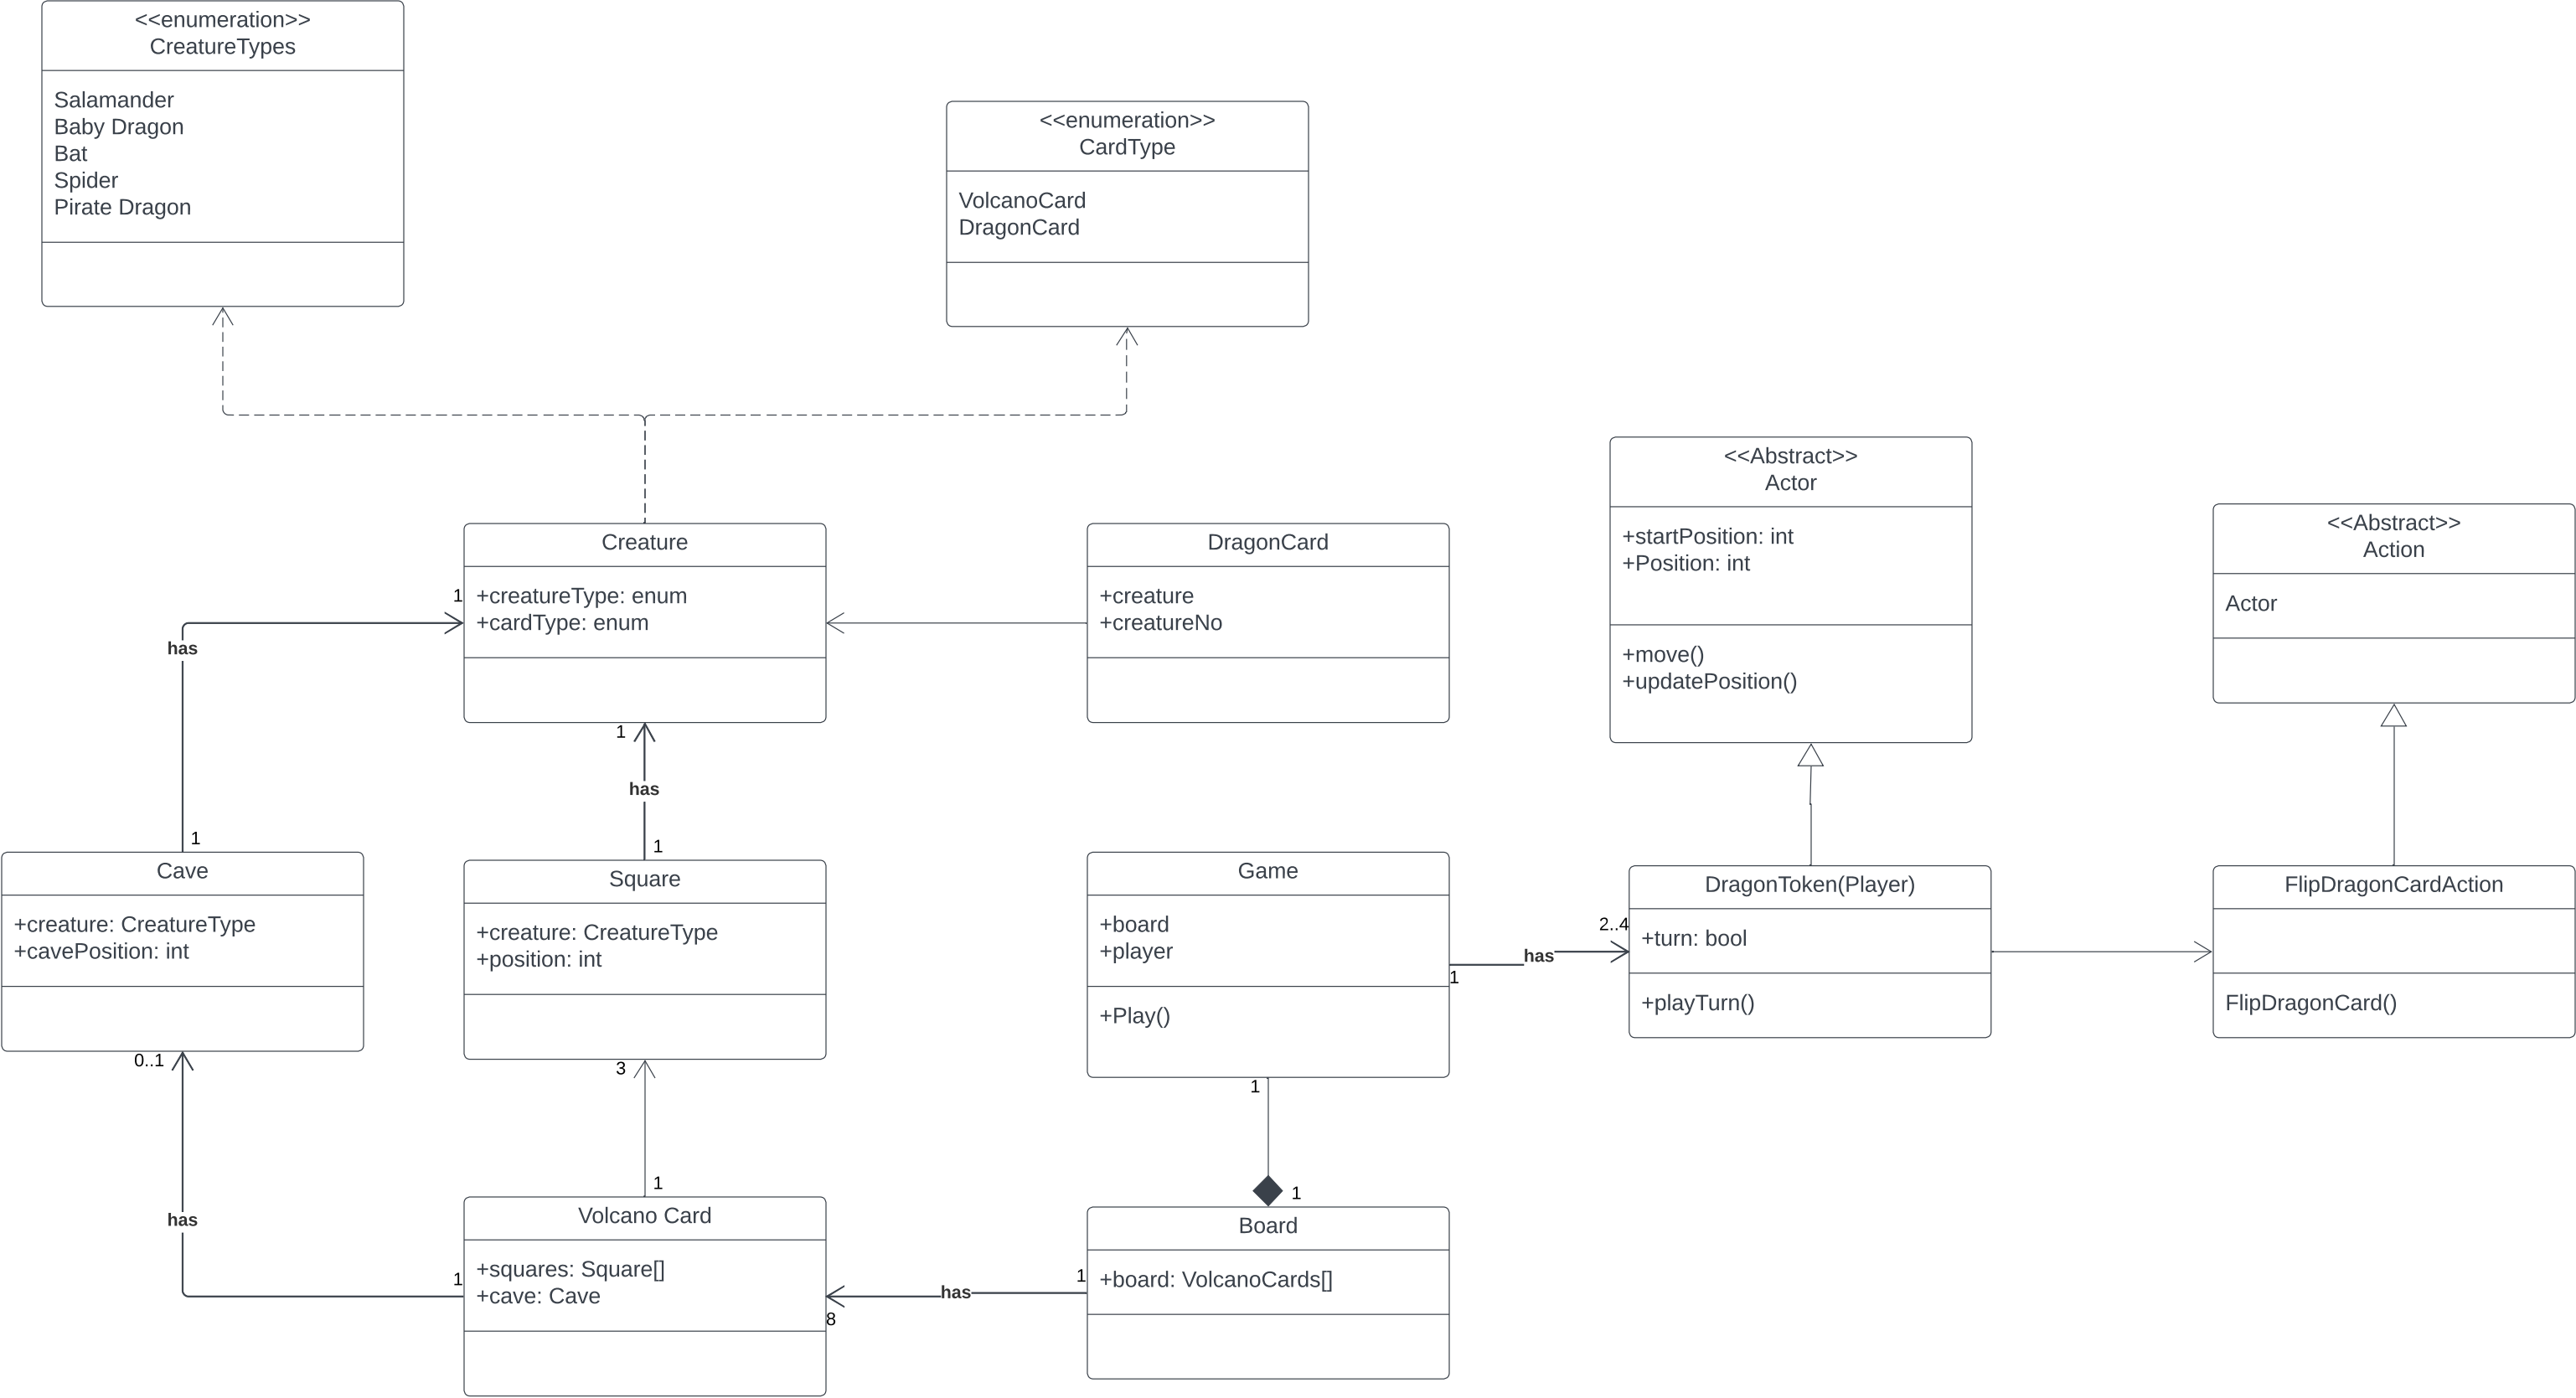 <<enumeration>>
CreatureTypes
Salamander
Baby Dragon
Bat
Spider
Pirate Dragon
<<enumeration>>
CardType
VolcanoCard
DragonCard
<<Abstract>>
Actor
+startPosition: int
+Position: int
+move()
+updatePosition()
<<Abstract>>
Action
Actor
Creature
+creatureType: enum
+cardType: enum
DragonCard
+creature
+creatureNo
1
has
1
1
has
1
Cave
+creature: CreatureType
+cavePosition: int
Square
+creature: CreatureType
+position: int
Game
+board
+player
+Play()
1
has
2..4
DragonToken(Player)
+turn: bool
+playTurn()
FlipDragonCardAction
FlipDragonCard()
0..1
has
1
3
1
1
1
Volcano Card
+squares: Square[]
+cave: Cave
8
has
1
Board
+board: VolcanoCards[]